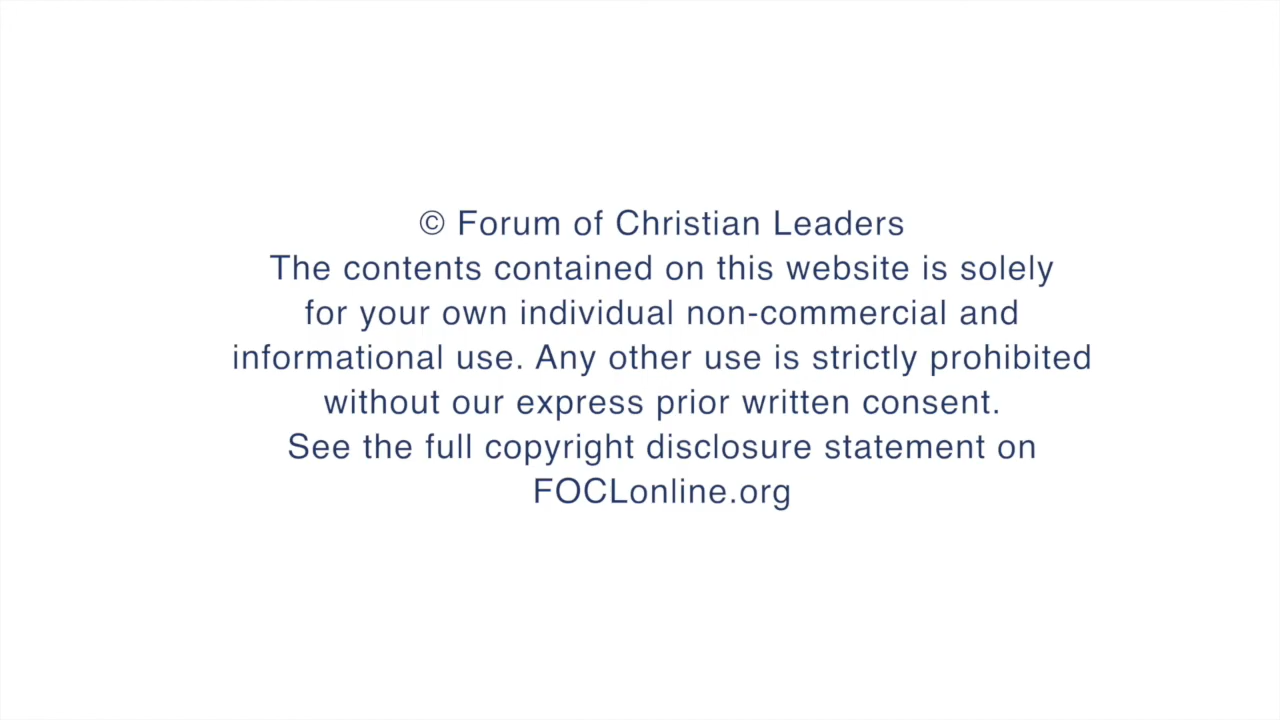 © Forum of Christian Leaders
The contents contained on this website is solely
for your own individual non-commercial and
informational use. Any other use is strictly prohibited
without our express prior written consent.
See the full copyright disclosure statement on
FOCLonline.org